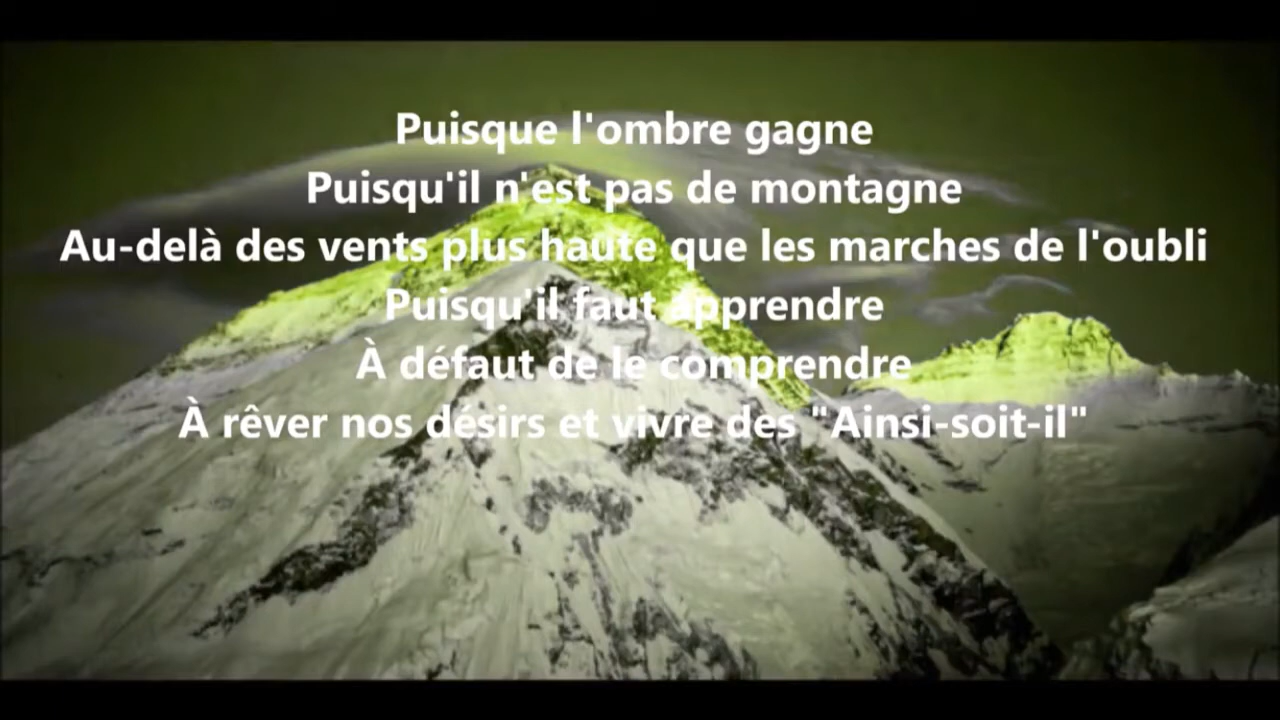 Puisque l'ombre gagne
Puisqu'il n'est pas de montagne
Au-delà des vents plus haute que les marches de l'oubli
Puisqu'il faut apprendre
À défaut de le comprendre
À rêver nos désirs et vivre des "Ainsi-soit-il"